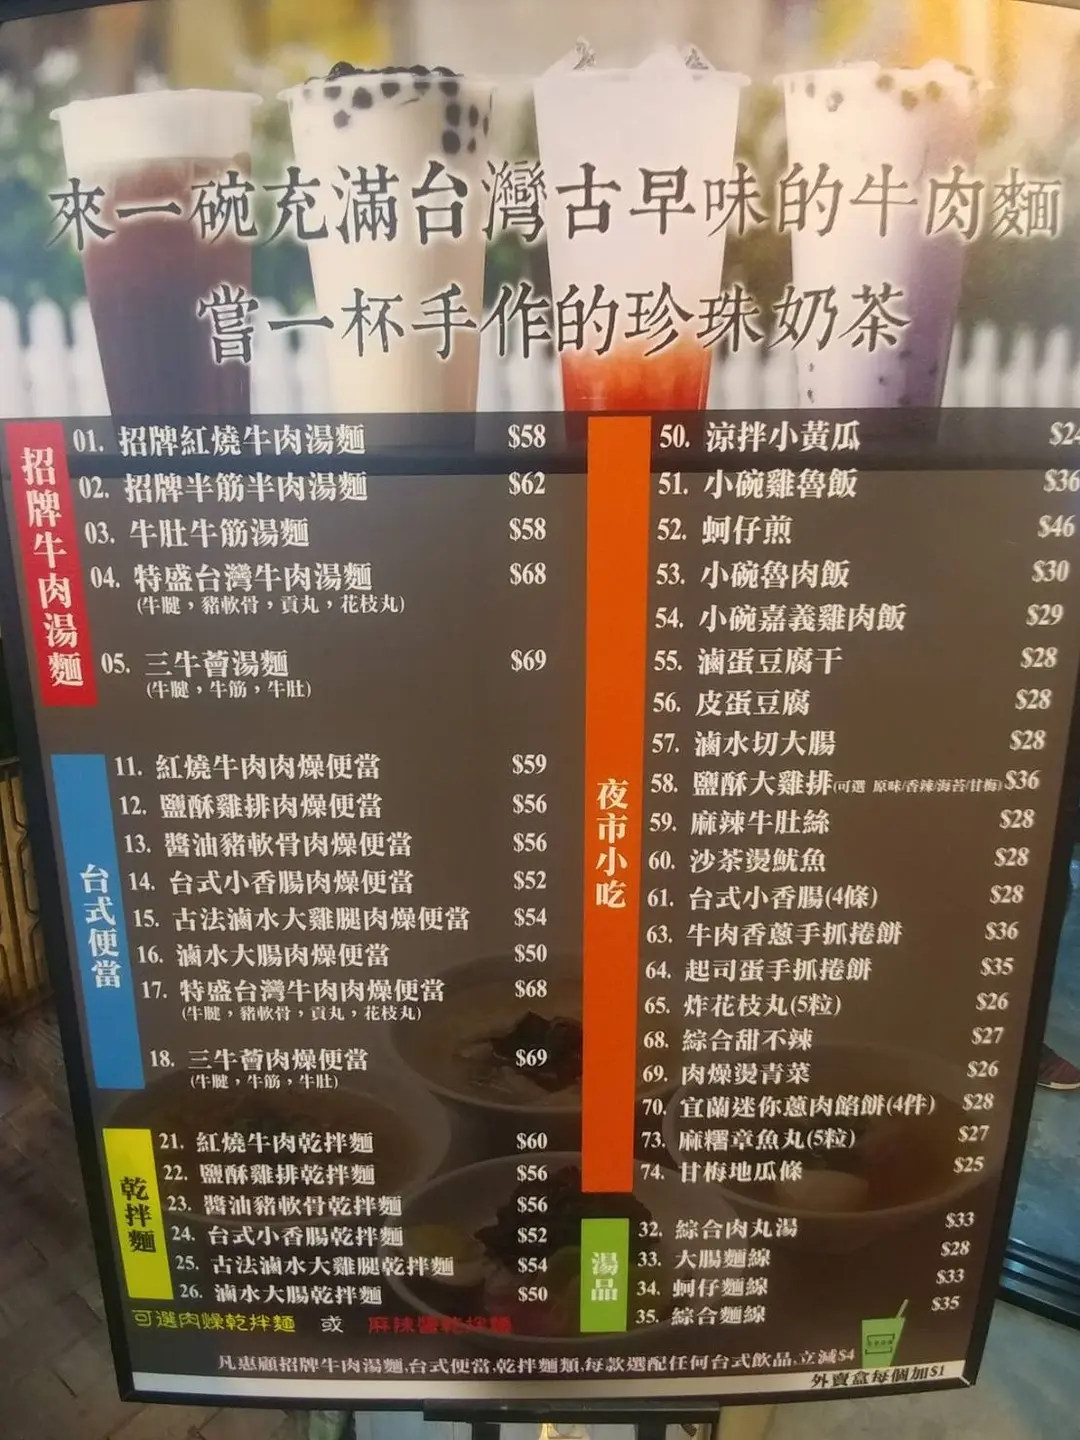 來一碗充滿台灣古早味的牛肉麵
嘗一杯手作的珍珠奶茶
招牌牛肉湯麵
01. 招牌紅燒牛肉湯麵 $58
02. 招牌半筋半肉湯麵 $62
03. 牛肚牛筋湯麵 $58
04. 特盛台灣牛肉湯麵 $68
(牛腱，豬軟骨，貢丸，花枝丸)
05. 三牛薈湯麵 $69
(牛腱，牛筋，牛肚)
台式便當
11. 紅燒牛肉肉燥便當 $59
12. 鹽酥雞排肉燥便當 $56
13. 醬油豬軟骨肉燥便當 $56
14. 台式小香腸肉燥便當 $52
15. 古法滷水大雞腿肉燥便當 $54
16. 滷水大腸肉燥便當 $50
17. 特盛台灣牛肉肉燥便當 $68
(牛腱，豬軟骨，貢丸，花枝丸)
18. 三牛薈肉燥便當 $69
(牛腱，牛筋，牛肚)
乾拌麵
21. 紅燒牛肉乾拌麵 $60
22. 鹽酥雞排乾拌麵 $56
23. 醬油豬軟骨乾拌麵 $56
24. 台式小香腸乾拌麵 $52
25. 古法滷水大雞腿乾拌麵 $54
26. 滷水大腸乾拌麵 $50
可選肉燥乾拌麵 或 麻辣醬乾拌麵
夜市小吃
50. 涼拌小黃瓜 $24
51. 小碗雞魯飯 $36
52. 蚵仔煎 $46
53. 小碗魯肉飯 $30
54. 小碗嘉義雞肉飯 $29
55. 滷蛋豆腐干 $28
56. 皮蛋豆腐 $28
57. 滷水切大腸 $28
58. 鹽酥大雞排(可選 原味/香辣/海苔/甘梅) $36
59. 麻辣牛肚絲 $28
60. 沙茶燙魷魚 $28
61. 台式小香腸(4條) $28
63. 牛肉香蔥手抓捲餅 $36
64. 起司蛋手抓捲餅 $35
65. 炸花枝丸(5粒) $26
68. 綜合甜不辣 $27
69. 肉燥燙青菜 $26
70. 宜蘭迷你蔥肉餡餅(4件) $28
73. 麻糬章魚丸(5粒) $27
74. 甘梅地瓜條 $25
湯品
32. 綜合肉丸湯 $33
33. 大腸麵線 $28
34. 蚵仔麵線 $33
35. 綜合麵線 $35
凡惠顧招牌牛肉湯麵,台式便當,乾拌麵類,每款選配任何台式飲品,立減$4
外賣盒每個加$1